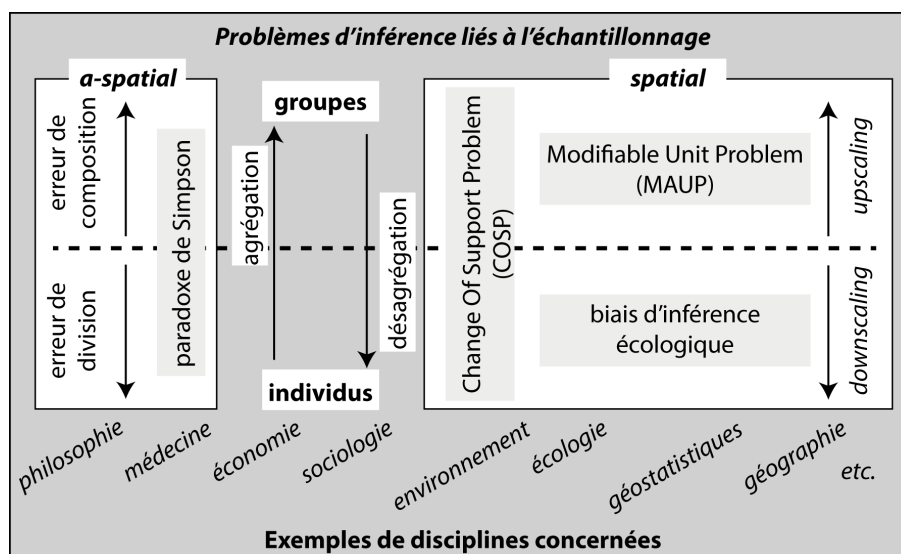 Problèmes d'inférence liés à l'échantillonnage
a-spatial
spatial
erreur de
composition
erreur de
division
paradoxe de Simpson
groupes
agrégation
désagrégation
individus
Change Of Support Problem
(COSP)
Modifiable Unit Problem
(MAUP)
biais d'inférence
écologique
upscaling
downscaling
philosophie
médecine
économie
sociologie
environnement
écologie
géostatistiques
géographie
etc.
Exemples de disciplines concernées